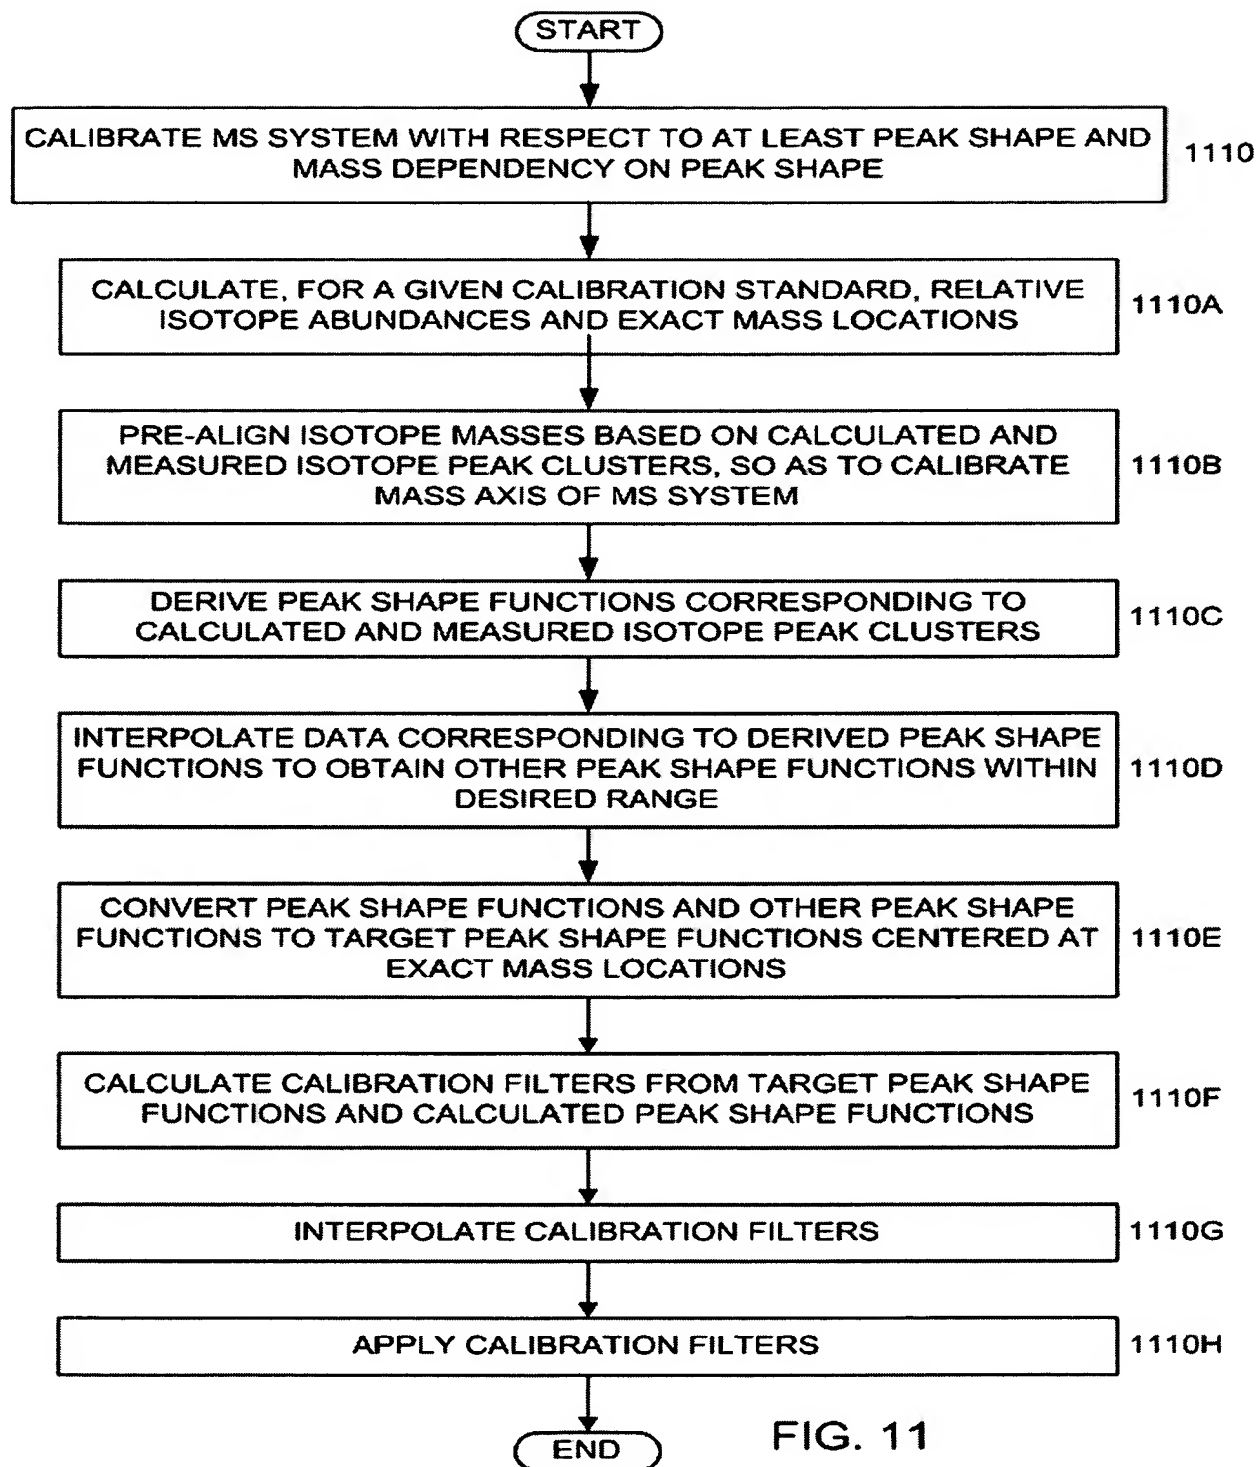 START
CALIBRATE MS SYSTEM WITH RESPECT TO AT LEAST PEAK SHAPE AND
MASS DEPENDENCY ON PEAK SHAPE
1110
CALCULATE, FOR A GIVEN CALIBRATION STANDARD, RELATIVE
ISOTOPE ABUNDANCES AND EXACT MASS LOCATIONS
1110A
PRE-ALIGN ISOTOPE MASSES BASED ON CALCULATED AND
MEASURED ISOTOPE PEAK CLUSTERS, SO AS TO CALIBRATE
MASS AXIS OF MS SYSTEM
1110B
DERIVE PEAK SHAPE FUNCTIONS CORRESPONDING TO
CALCULATED AND MEASURED ISOTOPE PEAK CLUSTERS
1110C
INTERPOLATE DATA CORRESPONDING TO DERIVED PEAK SHAPE
FUNCTIONS TO OBTAIN OTHER PEAK SHAPE FUNCTIONS WITHIN
DESIRED RANGE
1110D
CONVERT PEAK SHAPE FUNCTIONS AND OTHER PEAK SHAPE
FUNCTIONS TO TARGET PEAK SHAPE FUNCTIONS CENTERED AT
EXACT MASS LOCATIONS
1110E
CALCULATE CALIBRATION FILTERS FROM TARGET PEAK SHAPE
FUNCTIONS AND CALCULATED PEAK SHAPE FUNCTIONS
1110F
INTERPOLATE CALIBRATION FILTERS
1110G
APPLY CALIBRATION FILTERS
1110H
END
FIG. 11